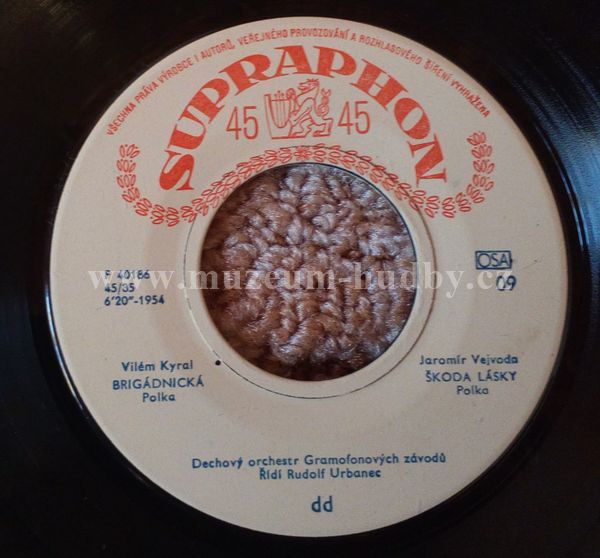 VŠECHNA PRÁVA VÝROBCE I AUTORŮ, VEŘEJNÉHO PROVOZOVÁNÍ A ROZHLASOVÉHO ŠÍŘENÍ VYHRAŽENA
SUPRAPHON
45 45
www.muzeum-hudby.cz
P 40186
45/35
6'20"-1954
OSA
09
Vilém Kyral
BRIGÁDNICKÁ
Polka
Jaromír Vejvoda
ŠKODA LÁSKY
Polka
Dechový orchestr Gramofonových závodů
Řídí Rudolf Urbanec
dd